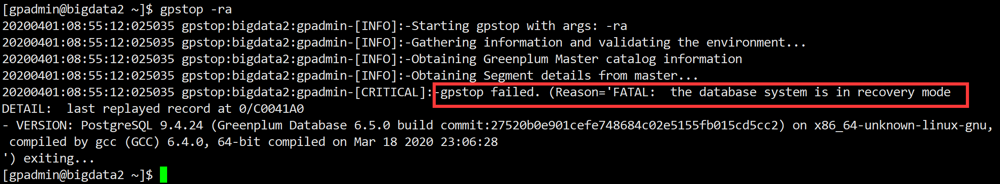 [gpadmin@bigdata2 ~]$ gpstop -ra
20200401:08:55:12:025035 gpstop:bigdata2:gpadmin-[INFO]:-Starting gpstop with args: -ra
20200401:08:55:12:025035 gpstop:bigdata2:gpadmin-[INFO]:-Gathering information and validating the environment...
20200401:08:55:12:025035 gpstop:bigdata2:gpadmin-[INFO]:-Obtaining Greenplum Master catalog information
20200401:08:55:12:025035 gpstop:bigdata2:gpadmin-[INFO]:-Obtaining Segment details from master...
20200401:08:55:12:025035 gpstop:bigdata2:gpadmin-[CRITICAL]:-gpstop failed. (Reason='FATAL:  the database system is in recovery mode
DETAIL:  last replayed record at 0/C0041A0
- VERSION: PostgreSQL 9.4.24 (Greenplum Database 6.5.0 build commit:27520b0e901cefe748684c02e5155fb015cd5cc2) on x86_64-unknown-linux-gnu,
 compiled by gcc (GCC) 6.4.0, 64-bit compiled on Mar 18 2020 23:06:28
') exiting...
[gpadmin@bigdata2 ~]$